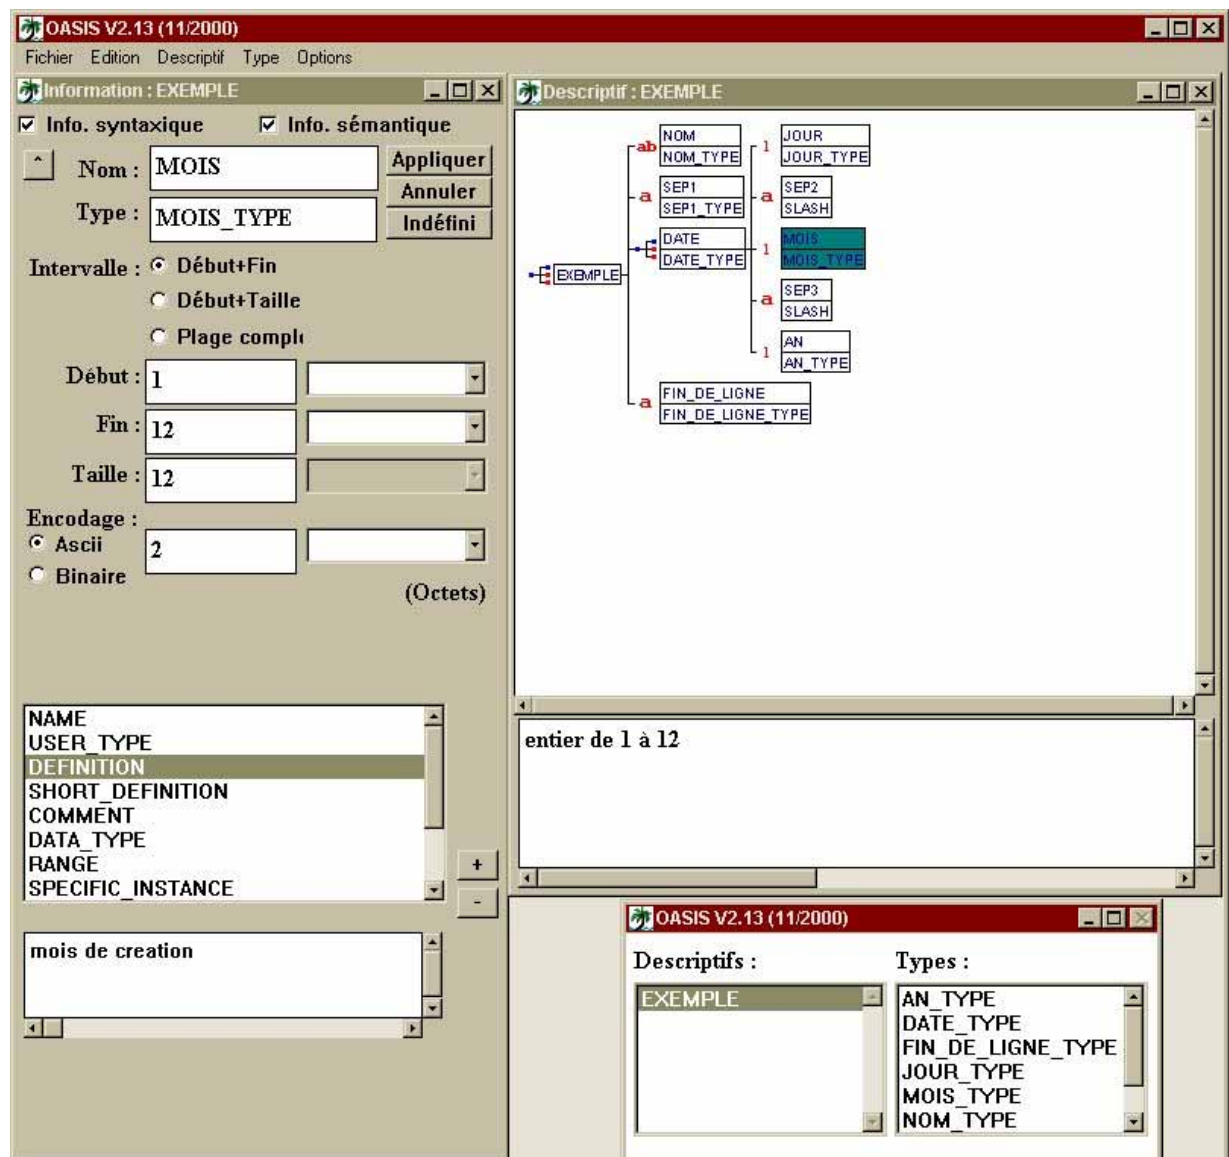 OASIS V2.13 (11/2000)
Fichier Edition Descriptif Type Options
Information : EXEMPLE
Info. syntaxique Info. sémantique
Nom : MOIS Appliquer
Annuler
Type : MOIS_TYPE Indéfini
Intervalle : Début+Fin
Début+Taille
Plage compl
Début : 1
Fin : 12
Taille : 12
Encodage :
Ascii 2
Binaire
(Octets)
NAME
USER_TYPE
DEFINITION
SHORT_DEFINITION
COMMENT
DATA_TYPE
RANGE
SPECIFIC_INSTANCE
+
-
mois de creation
Descriptif : EXEMPLE
EXEMPLE
ab NOM
NOM_TYPE
a SEP1
SEP1_TYPE
DATE
DATE_TYPE
a FIN_DE_LIGNE
FIN_DE_LIGNE_TYPE
1 JOUR
JOUR_TYPE
a SEP2
SLASH
1 MOIS
MOIS_TYPE
a SEP3
SLASH
1 AN
AN_TYPE
entier de 1 à 12
OASIS V2.13 (11/2000)
Descriptifs :
EXEMPLE
Types :
AN_TYPE
DATE_TYPE
FIN_DE_LIGNE_TYPE
JOUR_TYPE
MOIS_TYPE
NOM_TYPE